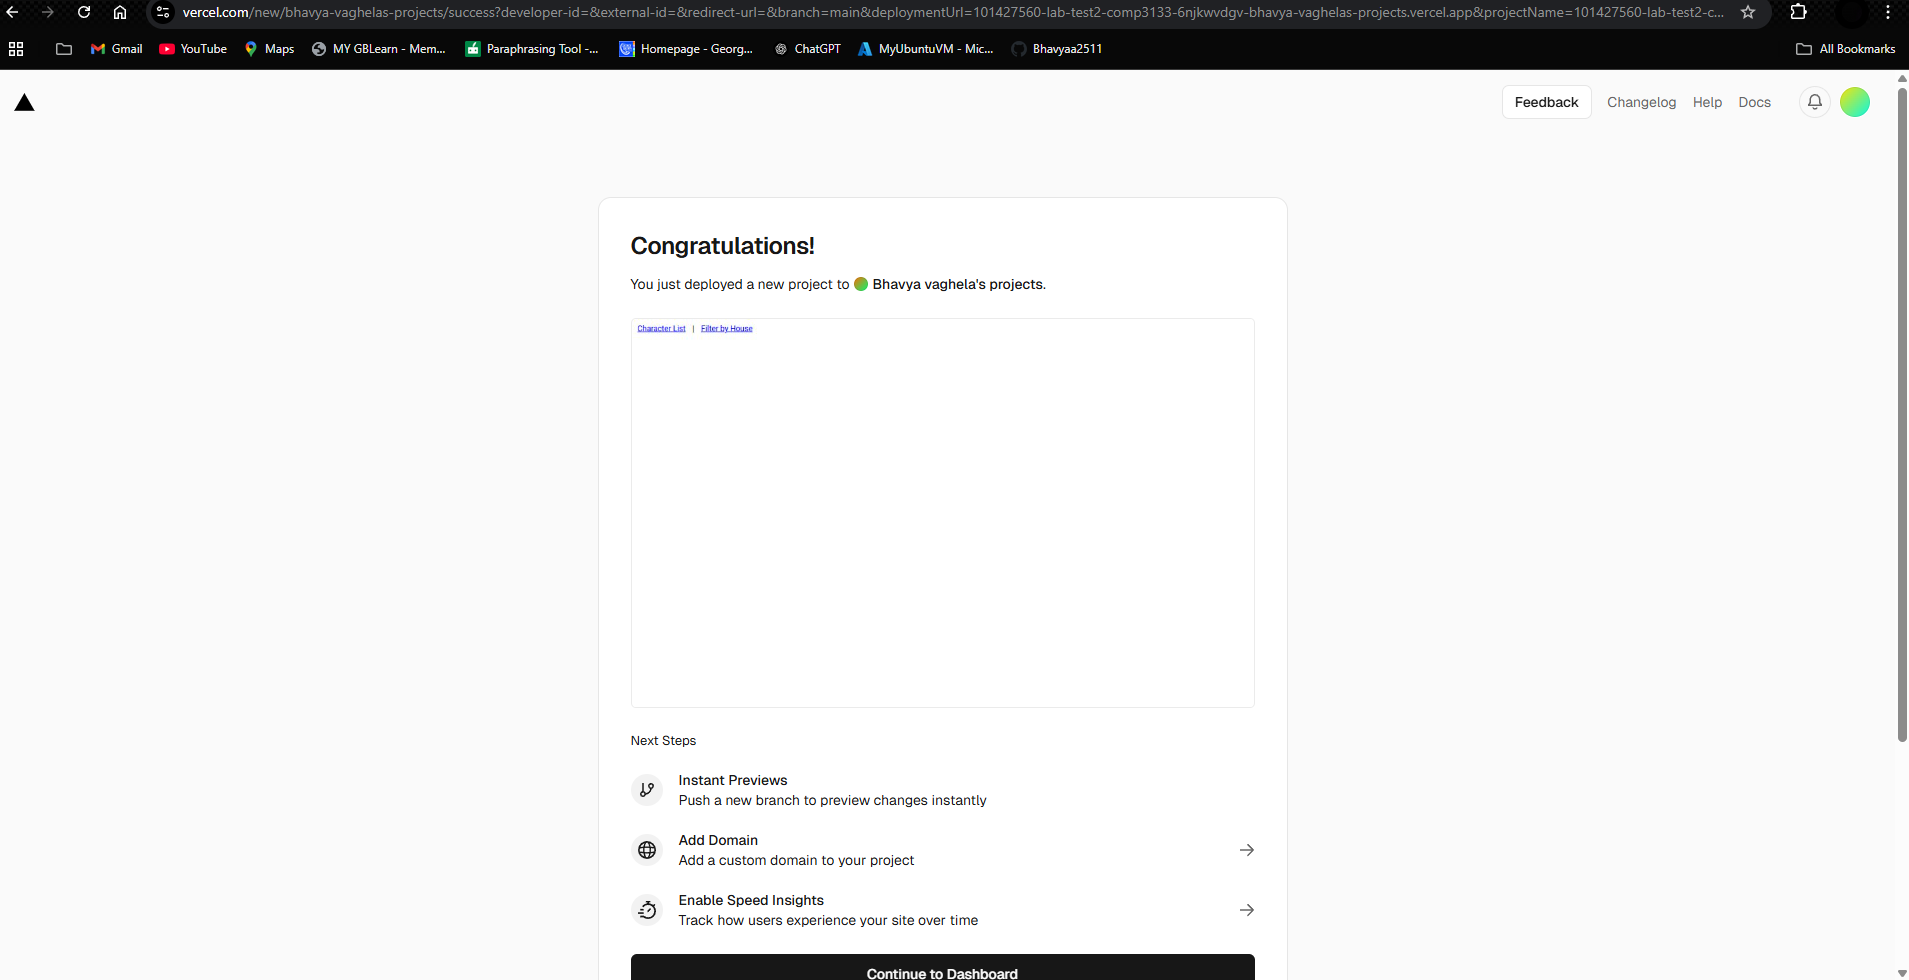 vercel.com/new/bhavya-vaghelas-projects/success?developer-id=&external-id=&redirect-url=&branch=main&deploymentUrl=101427560-lab-test2-comp3133-6njkwvdgv-bhavya-vaghelas-projects.vercel.app&projectName=101427560-lab-test2-c...
Gmail YouTube Maps MY GBLearn - Mem... Paraphrasing Tool -... Homepage - Georg... ChatGPT MyUbuntuVM - Mic... Bhavyaa2511 All Bookmarks
Feedback Changelog Help Docs
Congratulations!
You just deployed a new project to Bhavya vaghela's projects.
Character List | Filter by House
Next Steps
Instant Previews
Push a new branch to preview changes instantly
Add Domain
Add a custom domain to your project
Enable Speed Insights
Track how users experience your site over time
Continue to Dashboard